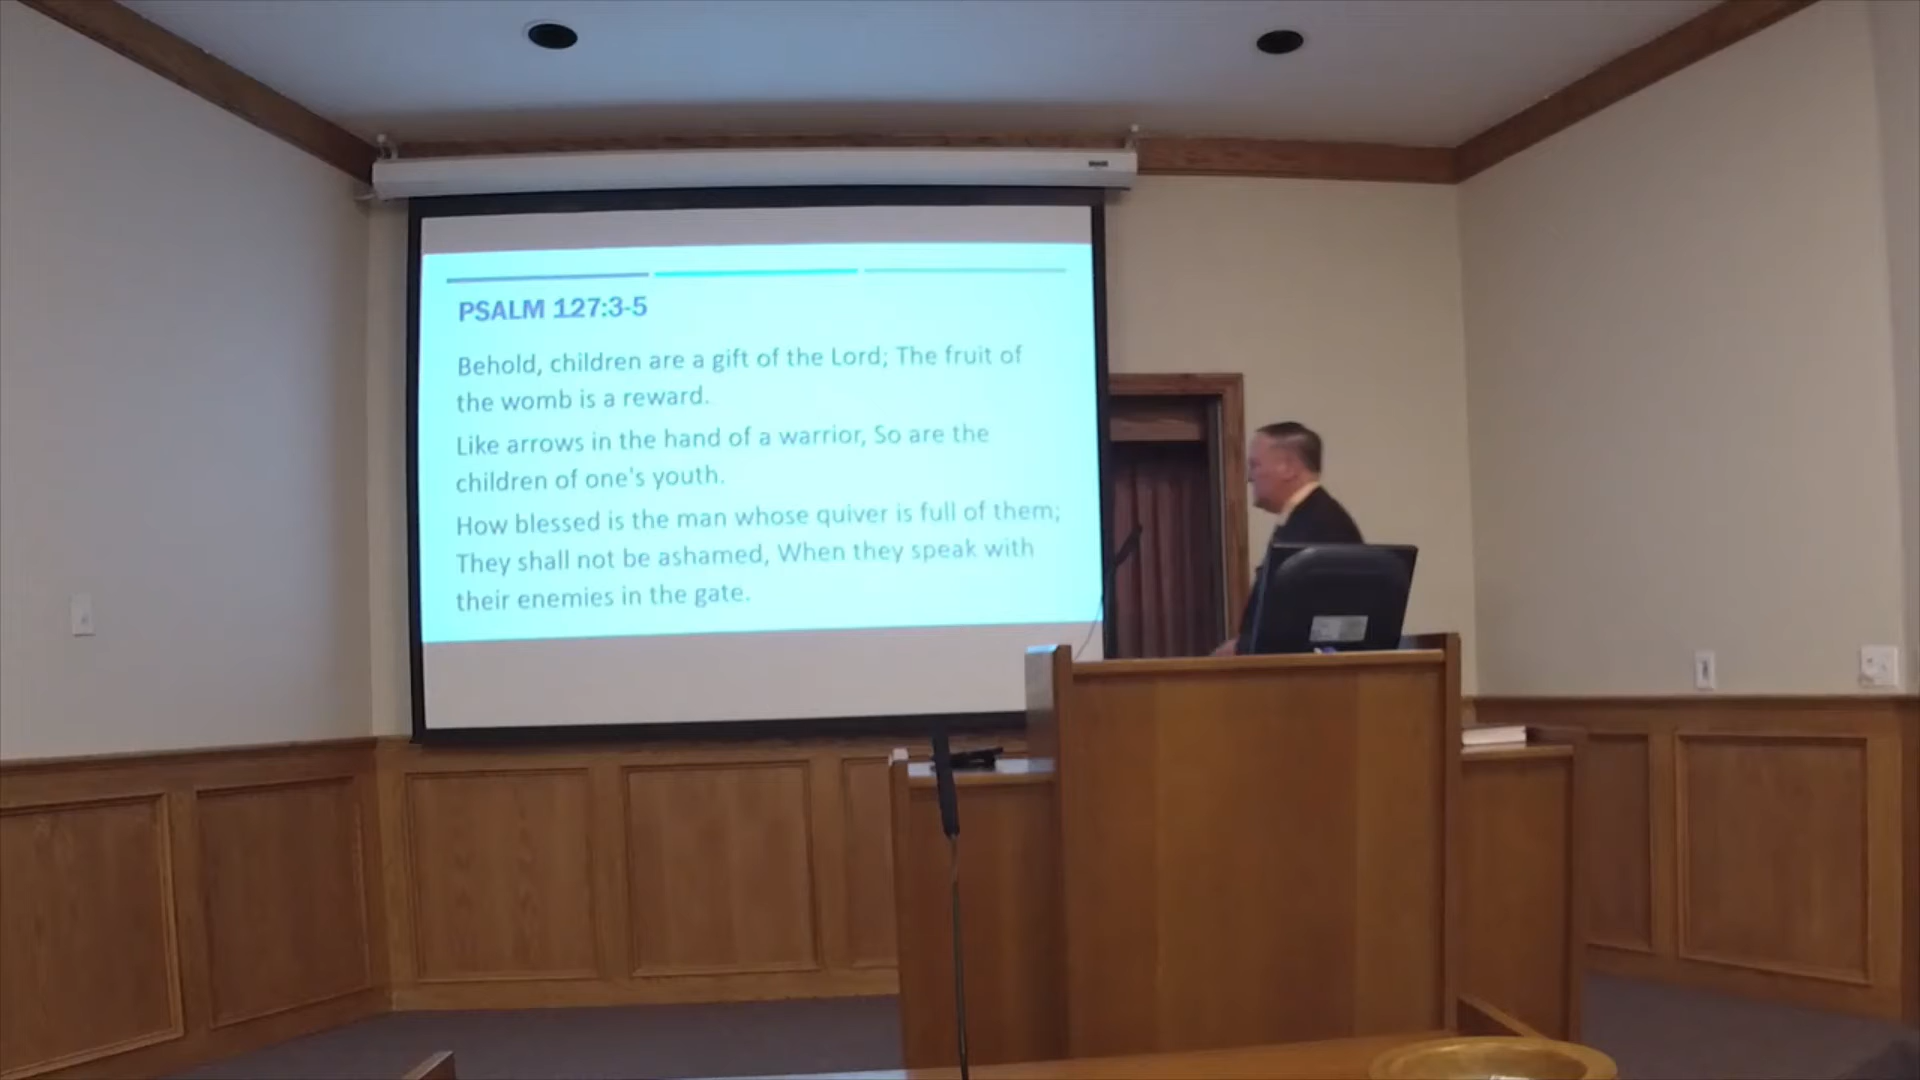 PSALM 127:3-5
Behold, children are a gift of the Lord; The fruit of
the womb is a reward.
Like arrows in the hand of a warrior, So are the
children of one's youth.
How blessed is the man whose quiver is full of them;
They shall not be ashamed, When they speak with
their enemies in the gate.